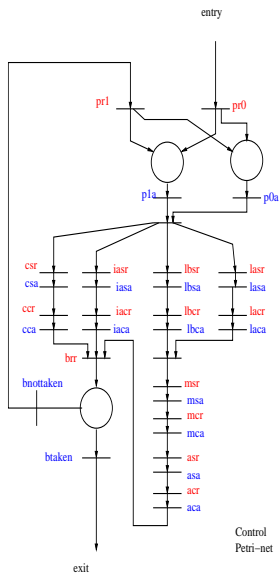 entry
pr1
pr0
p1a
p0a
csr
iasr
lbsr
lasr
csa
iasa
lbsa
lasa
ccr
iacr
lbcr
lacr
cca
iaca
lbca
laca
brr
bnottaken
msr
msa
mcr
mca
btaken
asr
asa
acr
aca
Control
Petri-net
exit